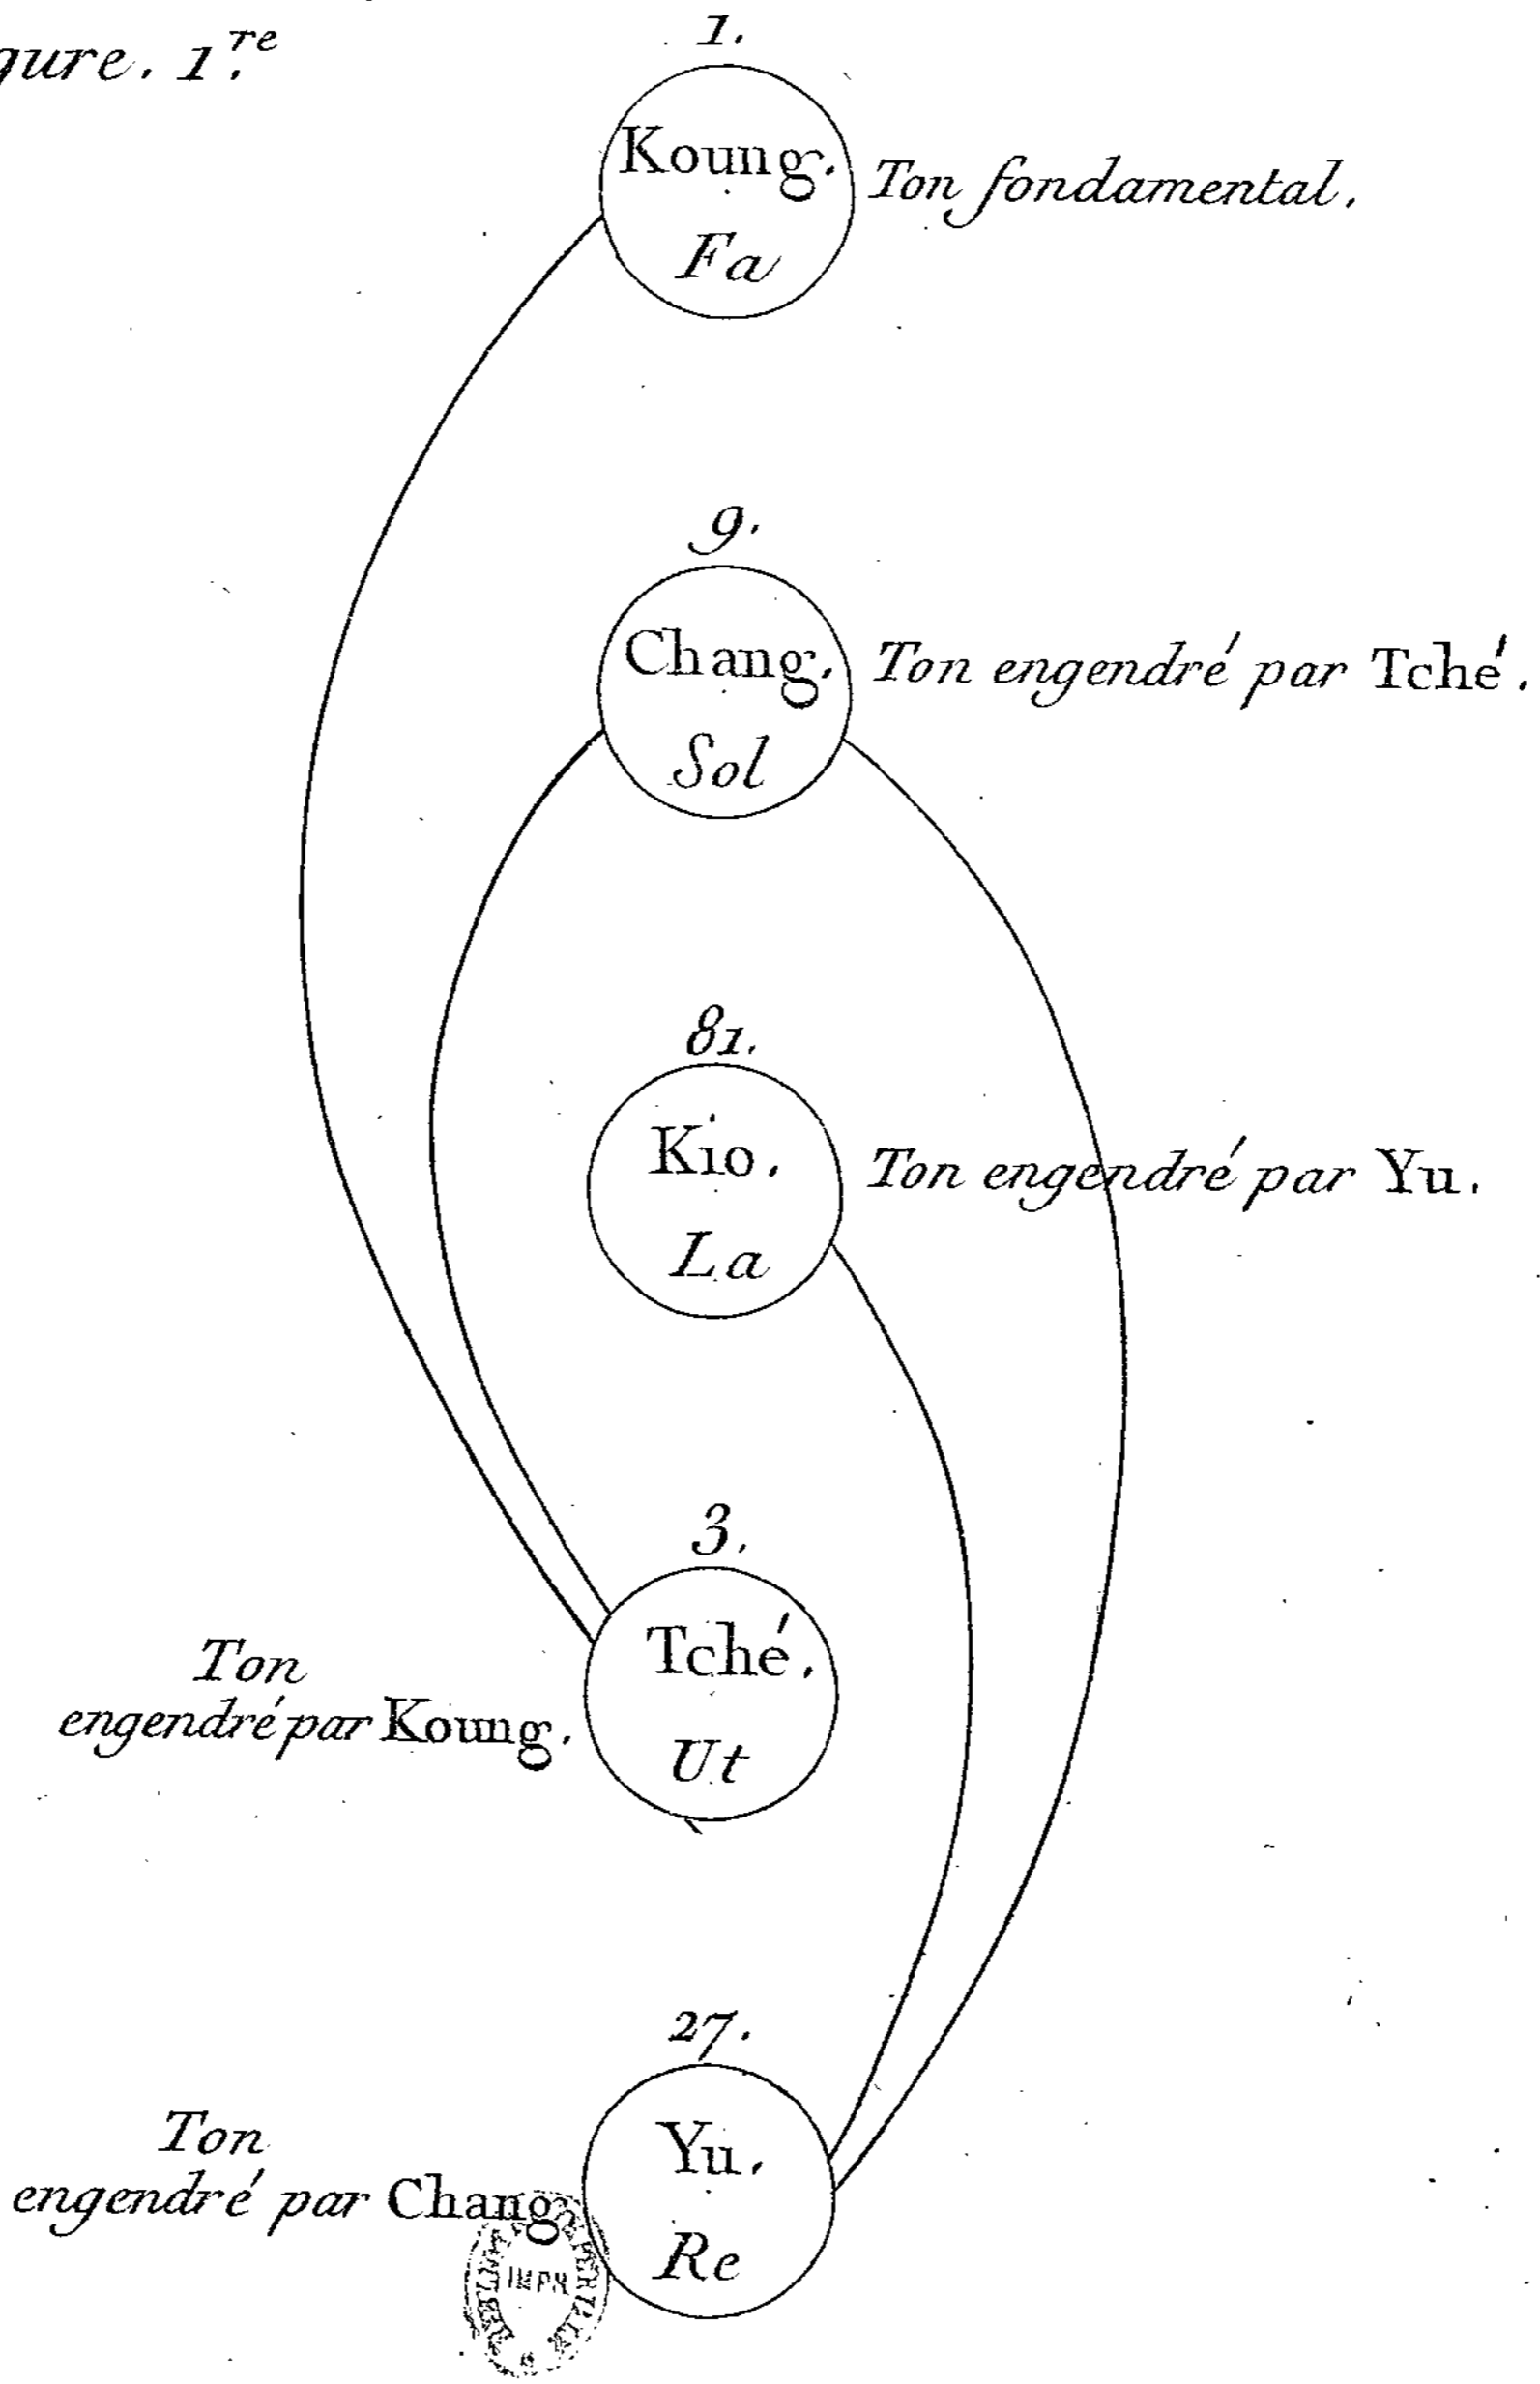 gure. 1.re
1.
Koung. Ton fondamental.
Fa
9.
Chang. Ton engendré par Tché.
Sol
81.
Kio. Ton engendré par Yu.
La
3.
Tché.
Ut
Ton
engendré par Koung.
27.
Yu.
Re
Ton
engendré par Chang